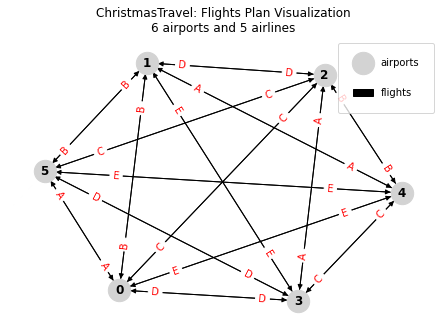 ChristmasTravel: Flights Plan Visualization
6 airports and 5 airlines
1
D
D
2
airports
B
A
C
B
flights
B
E
C
A
B
C
A
B
5
E
E
4
A
D
E
C
B
C
E
A
A
E
D
C
0
D
D
3